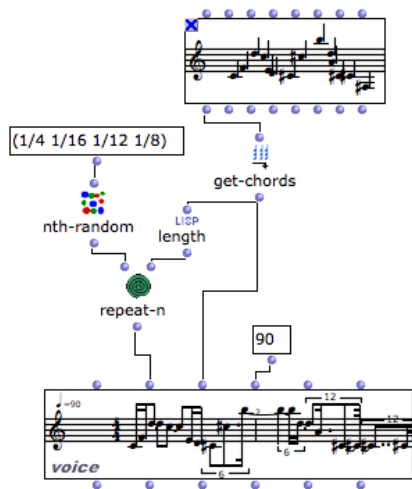 (1/4 1/16 1/12 1/8)
get-chords
nth-random
LISP
length
repeat-n
90
=90
12
2
12
6
6
voice